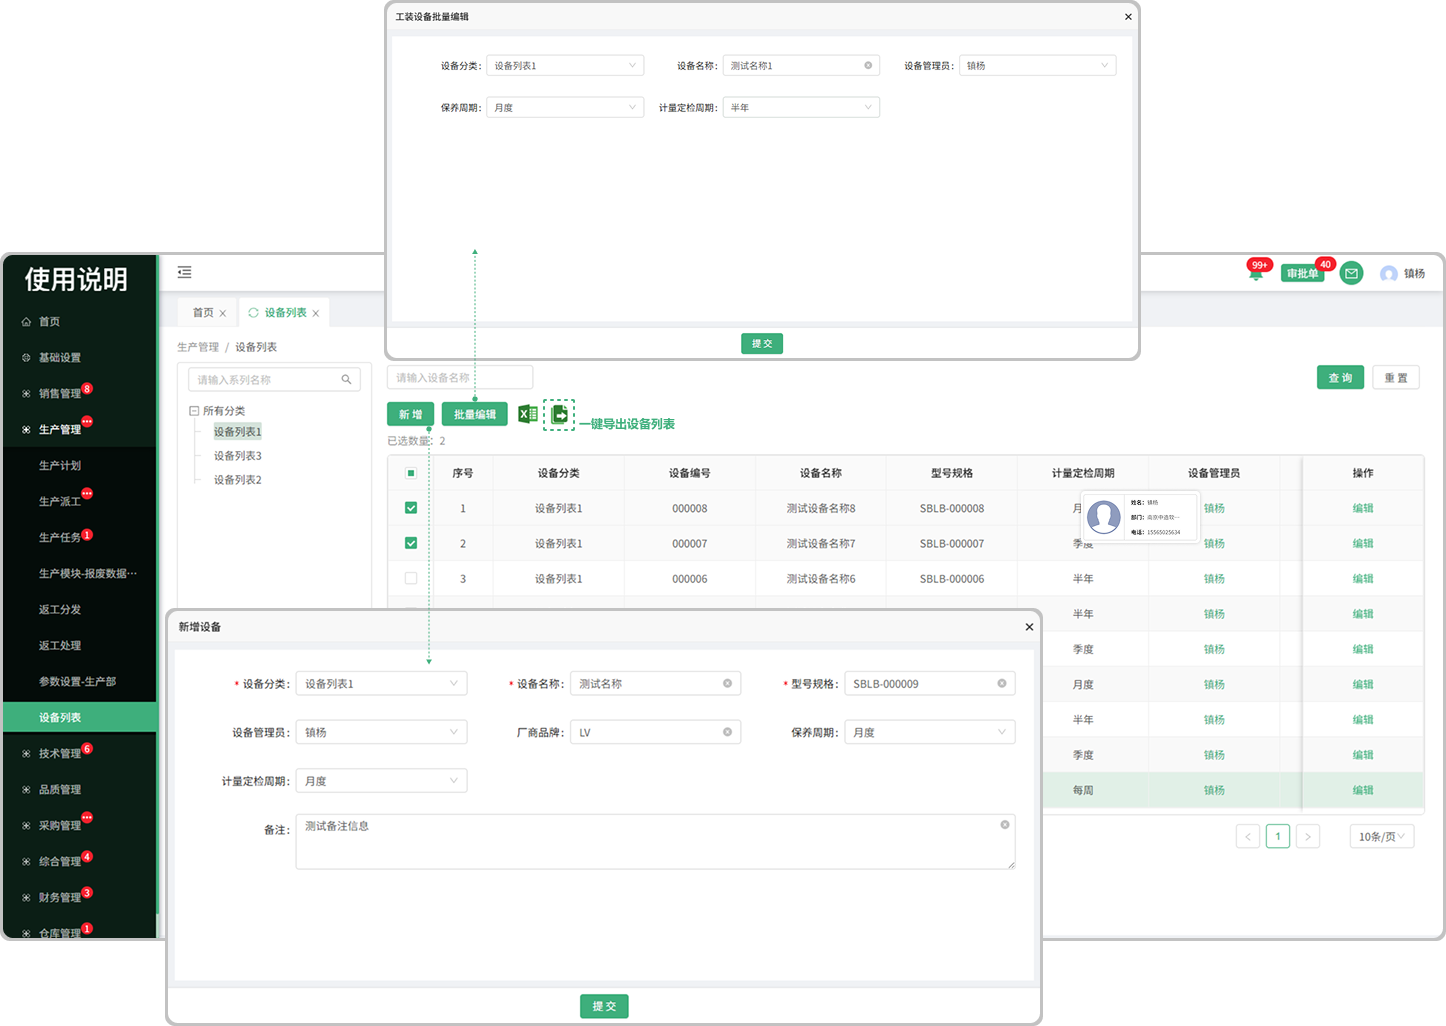 工装设备批量编辑
设备分类: 设备列表1
设备名称: 测试名称1
设备管理员: 镇杨
保养周期: 月度
计量定检周期: 半年
提 交
使用说明
99+
审批单 40
镇杨
首页
基础设置
销售管理 8
生产管理
生产计划
生产派工
生产任务 1
生产模块-报废数据···
返工分发
返工处理
参数设置-生产部
设备列表
技术管理 6
品质管理
采购管理
综合管理 4
财务管理 3
仓库管理 1
首页
设备列表
生产管理 / 设备列表
请输入系列名称
所有分类
设备列表1
设备列表3
设备列表2
请输入设备名称
查 询
重 置
新 增
批量编辑
一键导出设备列表
已选数量: 2
序号 设备分类 设备编号 设备名称 型号规格 计量定检周期 设备管理员 操作
1 设备列表1 000008 测试设备名称8 SBLB-000008 月 镇杨 编辑
2 设备列表1 000007 测试设备名称7 SBLB-000007 季度 镇杨 编辑
3 设备列表1 000006 测试设备名称6 SBLB-000006 半年 镇杨 编辑
半年 镇杨 编辑
季度 镇杨 编辑
月度 镇杨 编辑
半年 镇杨 编辑
季度 镇杨 编辑
每周 镇杨 编辑
姓名: 镇杨
部门:
电话: 15565025634
1
10条/页
新增设备
* 设备分类: 设备列表1
* 设备名称: 测试名称
* 型号规格: SBLB-000009
设备管理员: 镇杨
厂商品牌: LV
保养周期: 月度
计量定检周期: 月度
备注: 测试备注信息
提 交